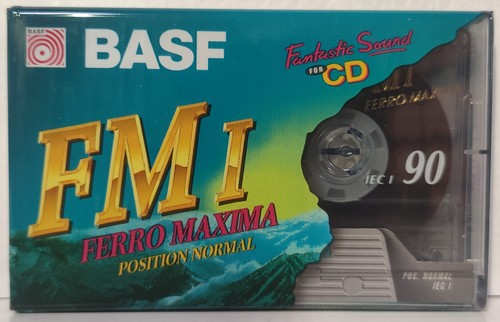 BASF
BASF
Fantastic Sound
FOR CD
FM I
FERRO MAXIMA
POSITION NORMAL
M I
FERRO MAXIMA
IEC I 90
POS. NORMAL
IEC I